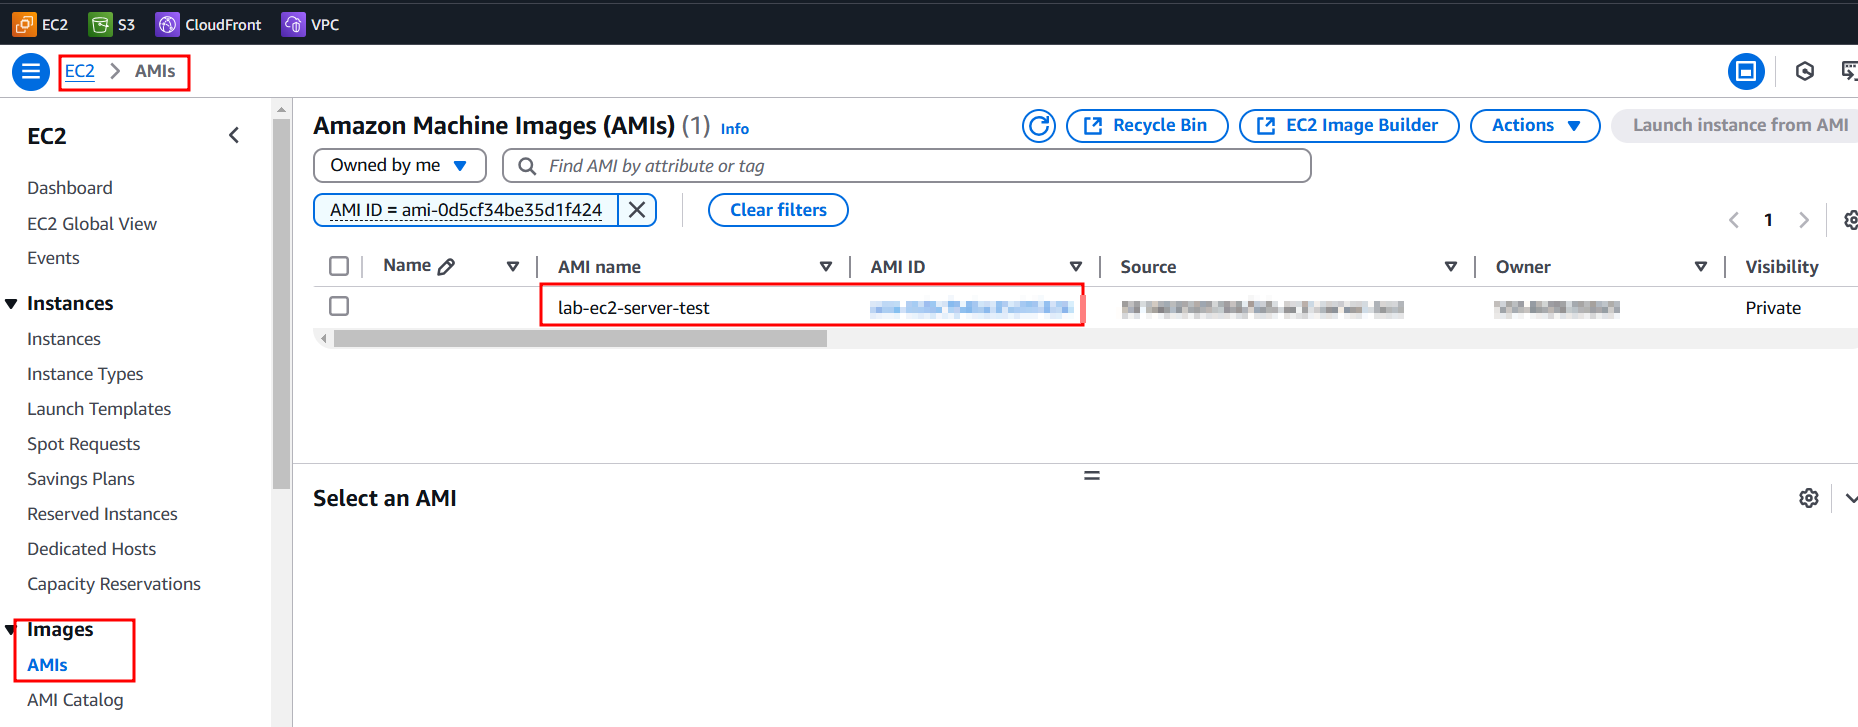 EC2 S3 CloudFront VPC
EC2 > AMIs
EC2
Dashboard
EC2 Global View
Events
Instances
Instances
Instance Types
Launch Templates
Spot Requests
Savings Plans
Reserved Instances
Dedicated Hosts
Capacity Reservations
Images
AMIs
AMI Catalog
Amazon Machine Images (AMIs) (1) Info
Recycle Bin
EC2 Image Builder
Actions
Launch instance from AMI
Owned by me
Find AMI by attribute or tag
AMI ID = ami-0d5cf34be35d1f424
Clear filters
1
Name AMI name AMI ID Source Owner Visibility
lab-ec2-server-test Private
Select an AMI